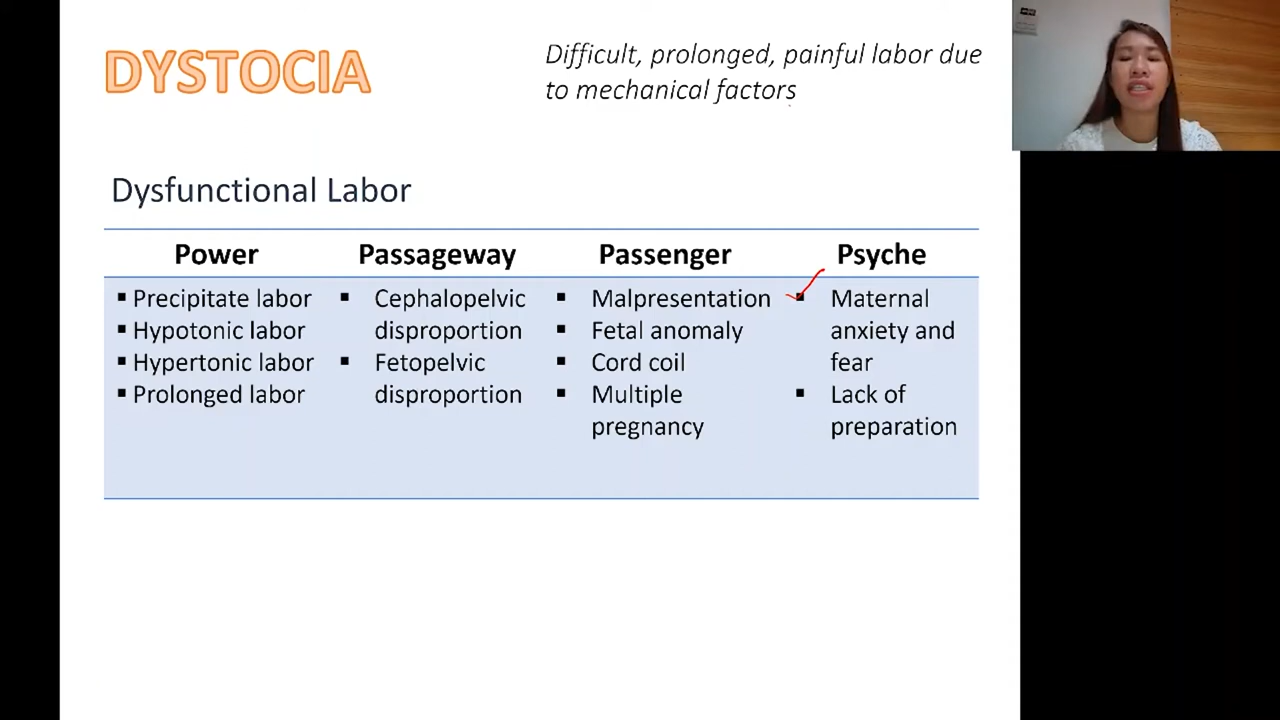 DYSTOCIA
Difficult, prolonged, painful labor due
to mechanical factors
Dysfunctional Labor
Power Passageway Passenger Psyche
▪ Precipitate labor
▪ Hypotonic labor
▪ Hypertonic labor
▪ Prolonged labor
▪ Cephalopelvic
disproportion
▪ Fetopelvic
disproportion
▪ Malpresentation
▪ Fetal anomaly
▪ Cord coil
▪ Multiple
pregnancy
▪ Maternal
anxiety and
fear
▪ Lack of
preparation